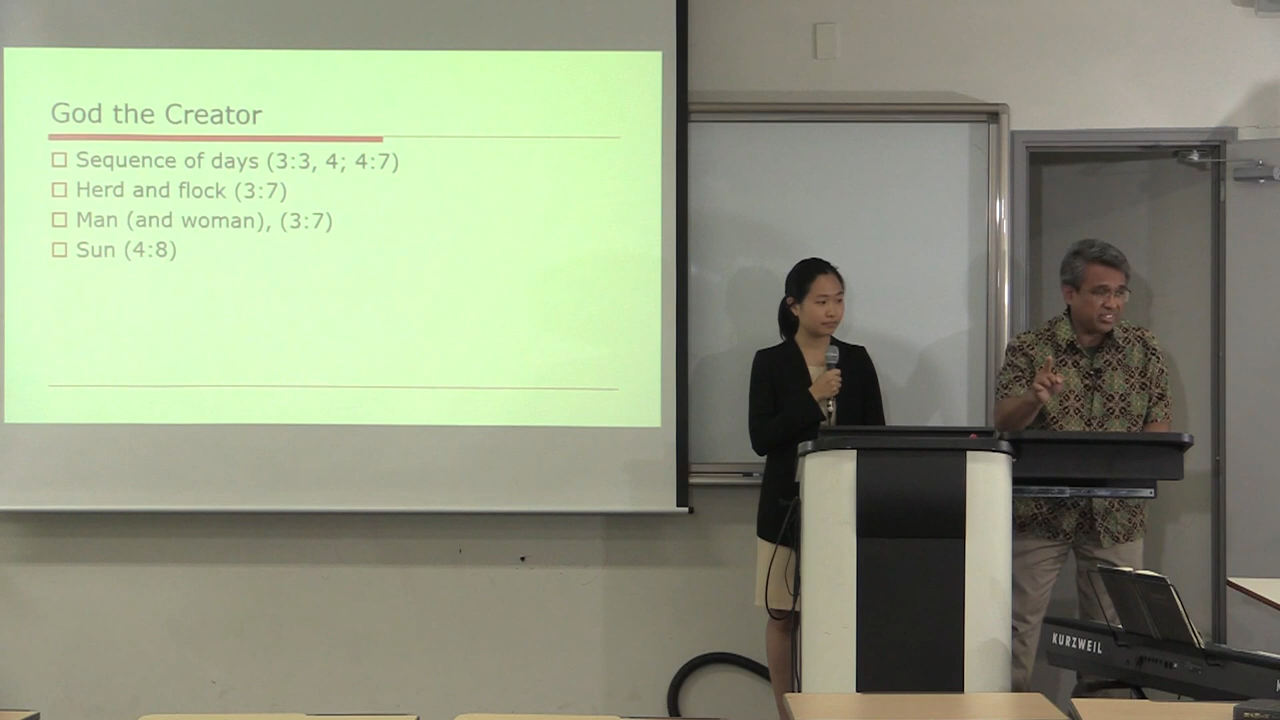 God the Creator
Sequence of days (3:3, 4; 4:7)
Herd and flock (3:7)
Man (and woman), (3:7)
Sun (4:8)
KURZWEIL